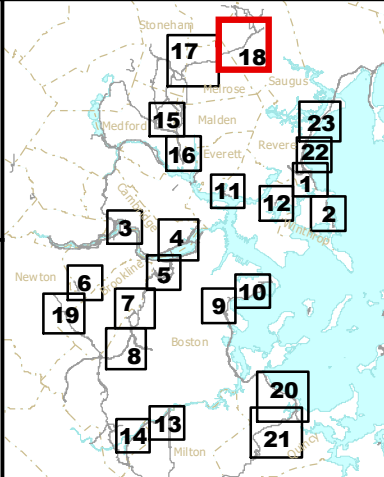 Stoneham
17
18
Melrose
Saugus
15
Medford
Malden
23
16
Everett
Revere
22
1
11
12
2
Cambridge
Winthrop
3
4
Newton
Brookline
5
6
7
10
9
19
Boston
8
20
13
14
21
Milton
Quincy